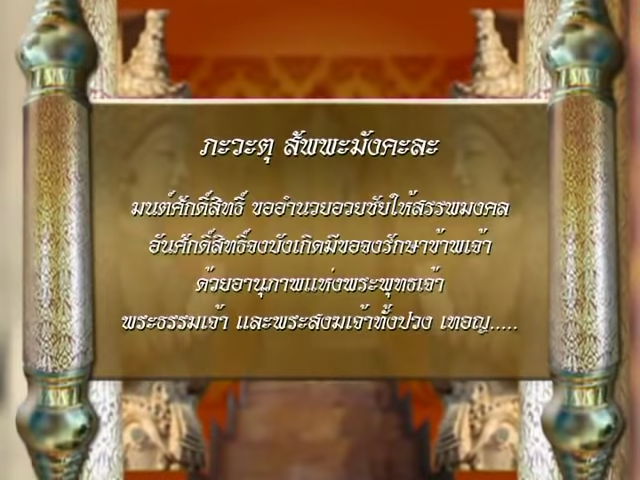 ภะวะตุ สัพพะมังคะละ
มนต์ศักดิ์สิทธิ์ ขออำนวยอวยชัยให้สรรพมงคล
อันศักดิ์สิทธิ์จงบังเกิดมีขอจงรักษาข้าพเจ้า
ด้วยอานุภาพแห่งพระพุทธเจ้า
พระธรรมเจ้า และพระสงฆเจ้าทั้งปวง เทอญ.....